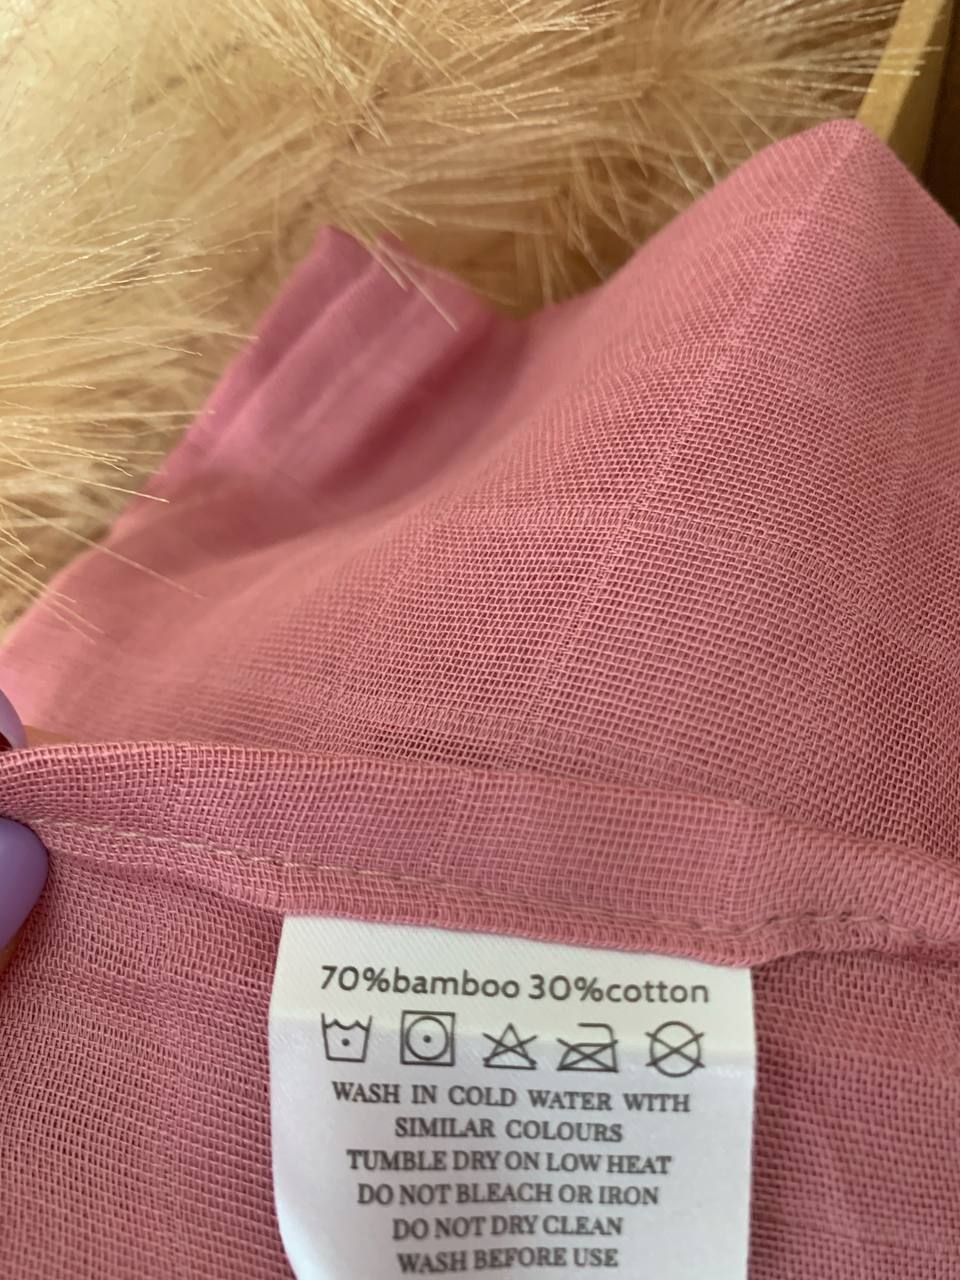 70%bamboo 30%cotton
WASH IN COLD WATER WITH
SIMILAR COLOURS
TUMBLE DRY ON LOW HEAT
DO NOT BLEACH OR IRON
DO NOT DRY CLEAN
WASH BEFORE USE